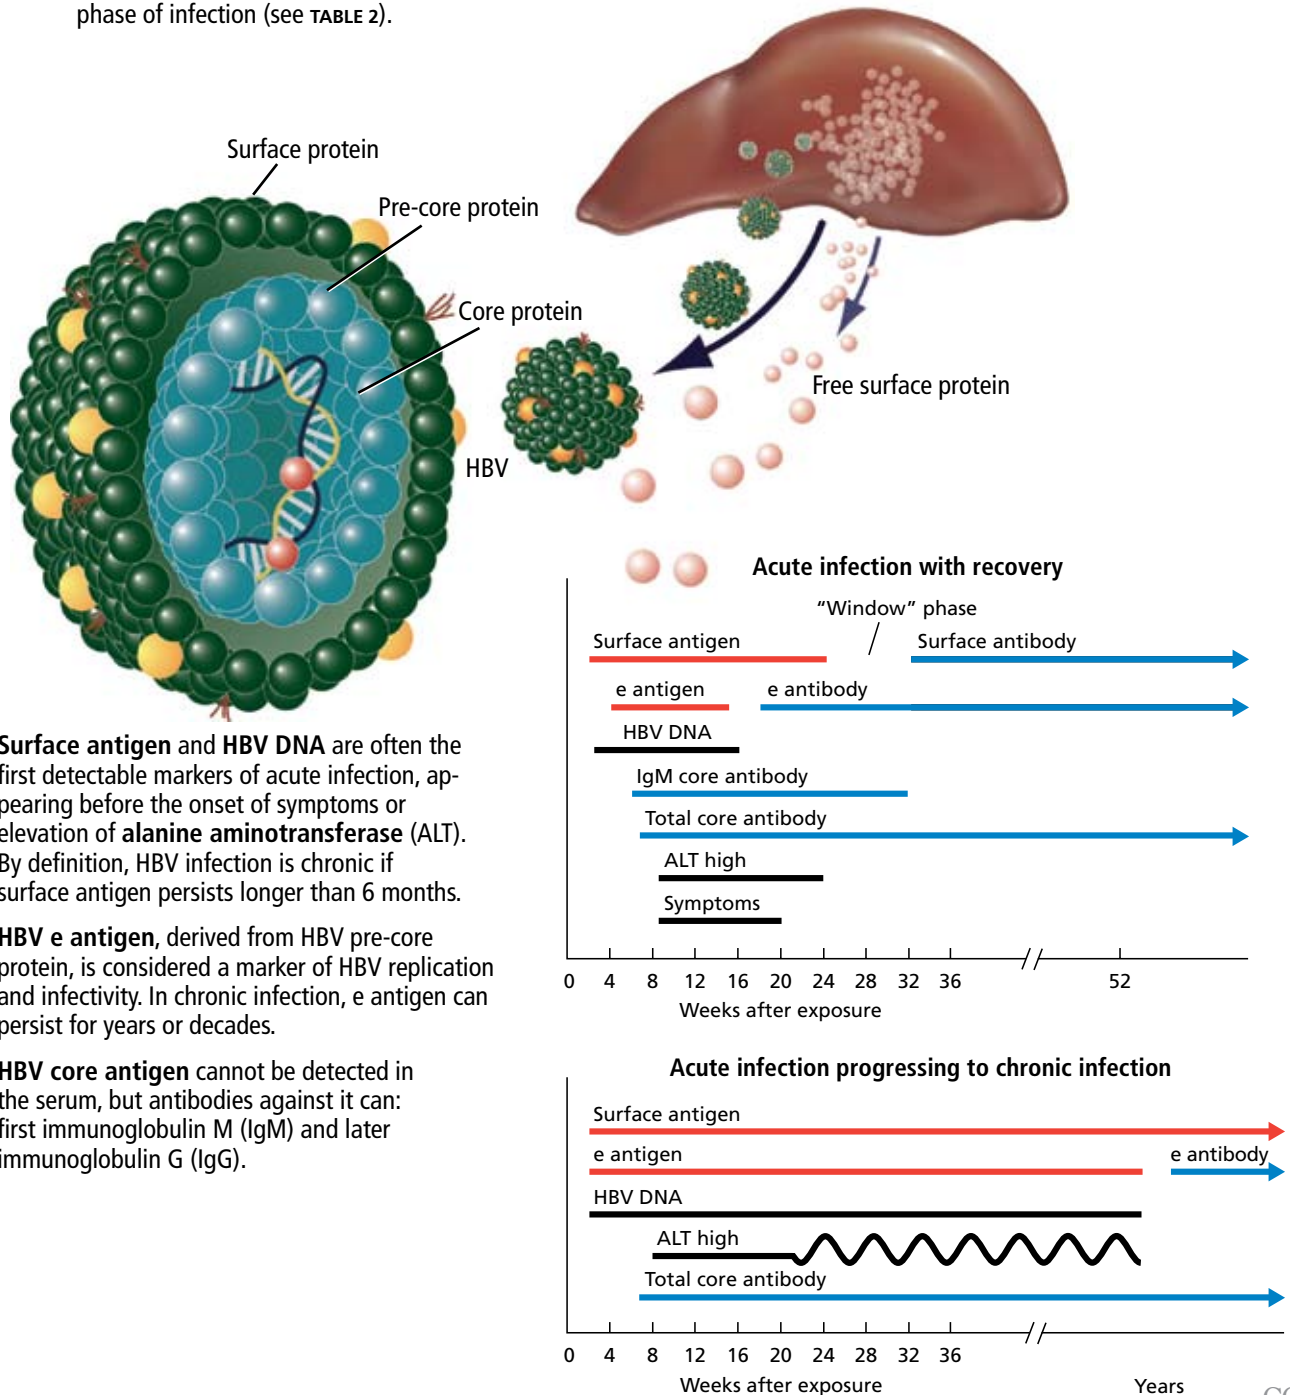 phase of infection (see TABLE 2).
Surface protein
Pre-core protein
Core protein
HBV
Free surface protein
Surface antigen and HBV DNA are often the
first detectable markers of acute infection, ap-
pearing before the onset of symptoms or
elevation of alanine aminotransferase (ALT).
By definition, HBV infection is chronic if
surface antigen persists longer than 6 months.
HBV e antigen, derived from HBV pre-core
protein, is considered a marker of HBV replication
and infectivity. In chronic infection, e antigen can
persist for years or decades.
HBV core antigen cannot be detected in
the serum, but antibodies against it can:
first immunoglobulin M (IgM) and later
immunoglobulin G (IgG).
Acute infection with recovery
“Window” phase
Surface antigen
Surface antibody
e antigen
e antibody
HBV DNA
IgM core antibody
Total core antibody
ALT high
Symptoms
0 4 8 12 16 20 24 28 32 36 52
Weeks after exposure
Acute infection progressing to chronic infection
Surface antigen
e antigen
e antibody
HBV DNA
ALT high
Total core antibody
0 4 8 12 16 20 24 28 32 36
Weeks after exposure
Years